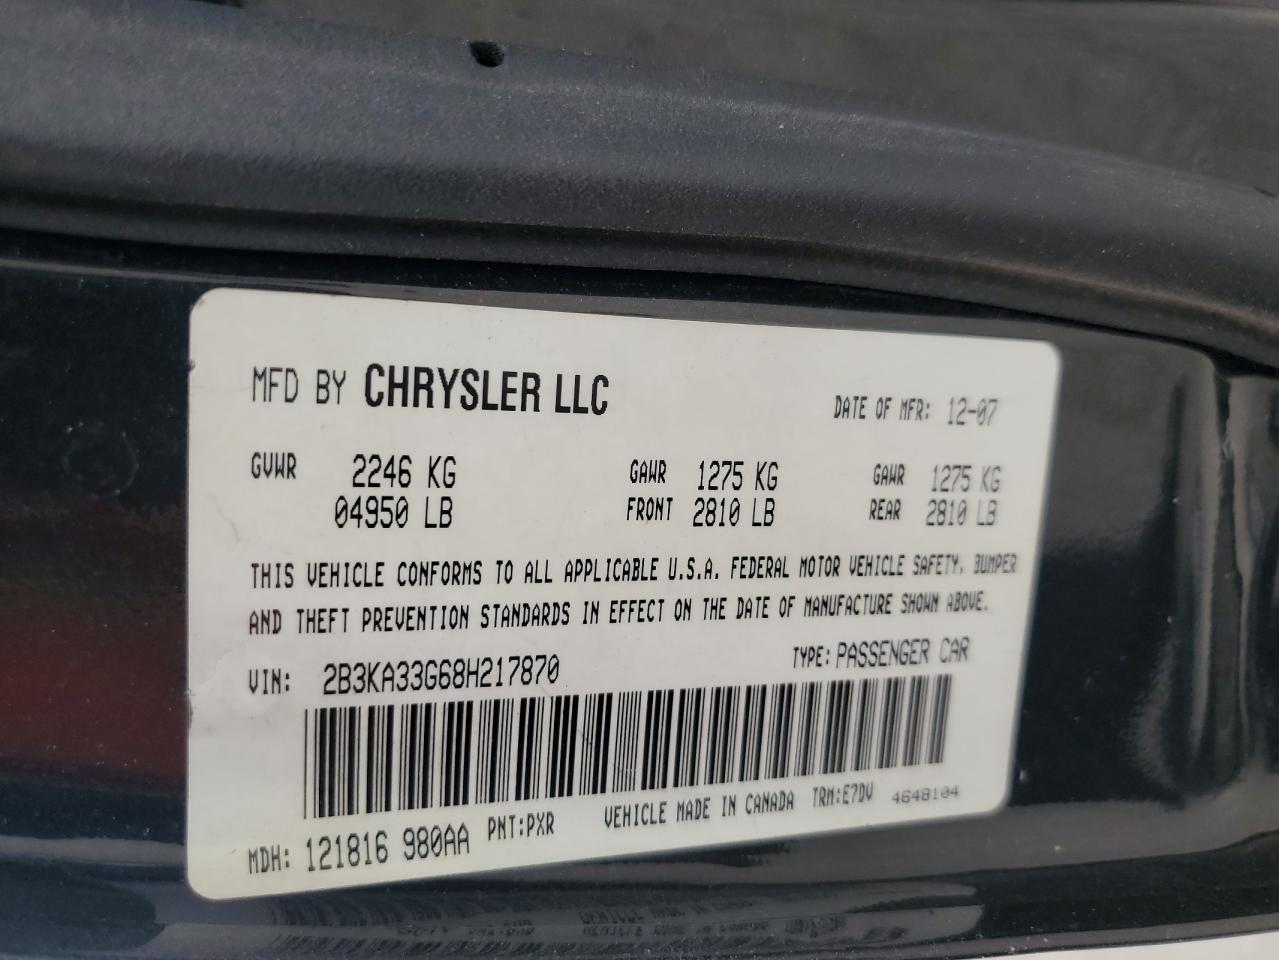 MFD BY CHRYSLER LLC DATE OF MFR: 12-07
GVWR 2246 KG GAWR 1275 KG GAWR 1275 KG
04950 LB FRONT 2810 LB REAR 2810 LB
THIS VEHICLE CONFORMS TO ALL APPLICABLE U.S.A. FEDERAL MOTOR VEHICLE SAFETY, BUMPER
AND THEFT PREVENTION STANDARDS IN EFFECT ON THE DATE OF MANUFACTURE SHOWN ABOVE.
VIN: 2B3KA33G68H217870 TYPE: PASSENGER CAR
MDH: 121816 980AA PNT:PXR VEHICLE MADE IN CANADA TRM:E7DV 4648104